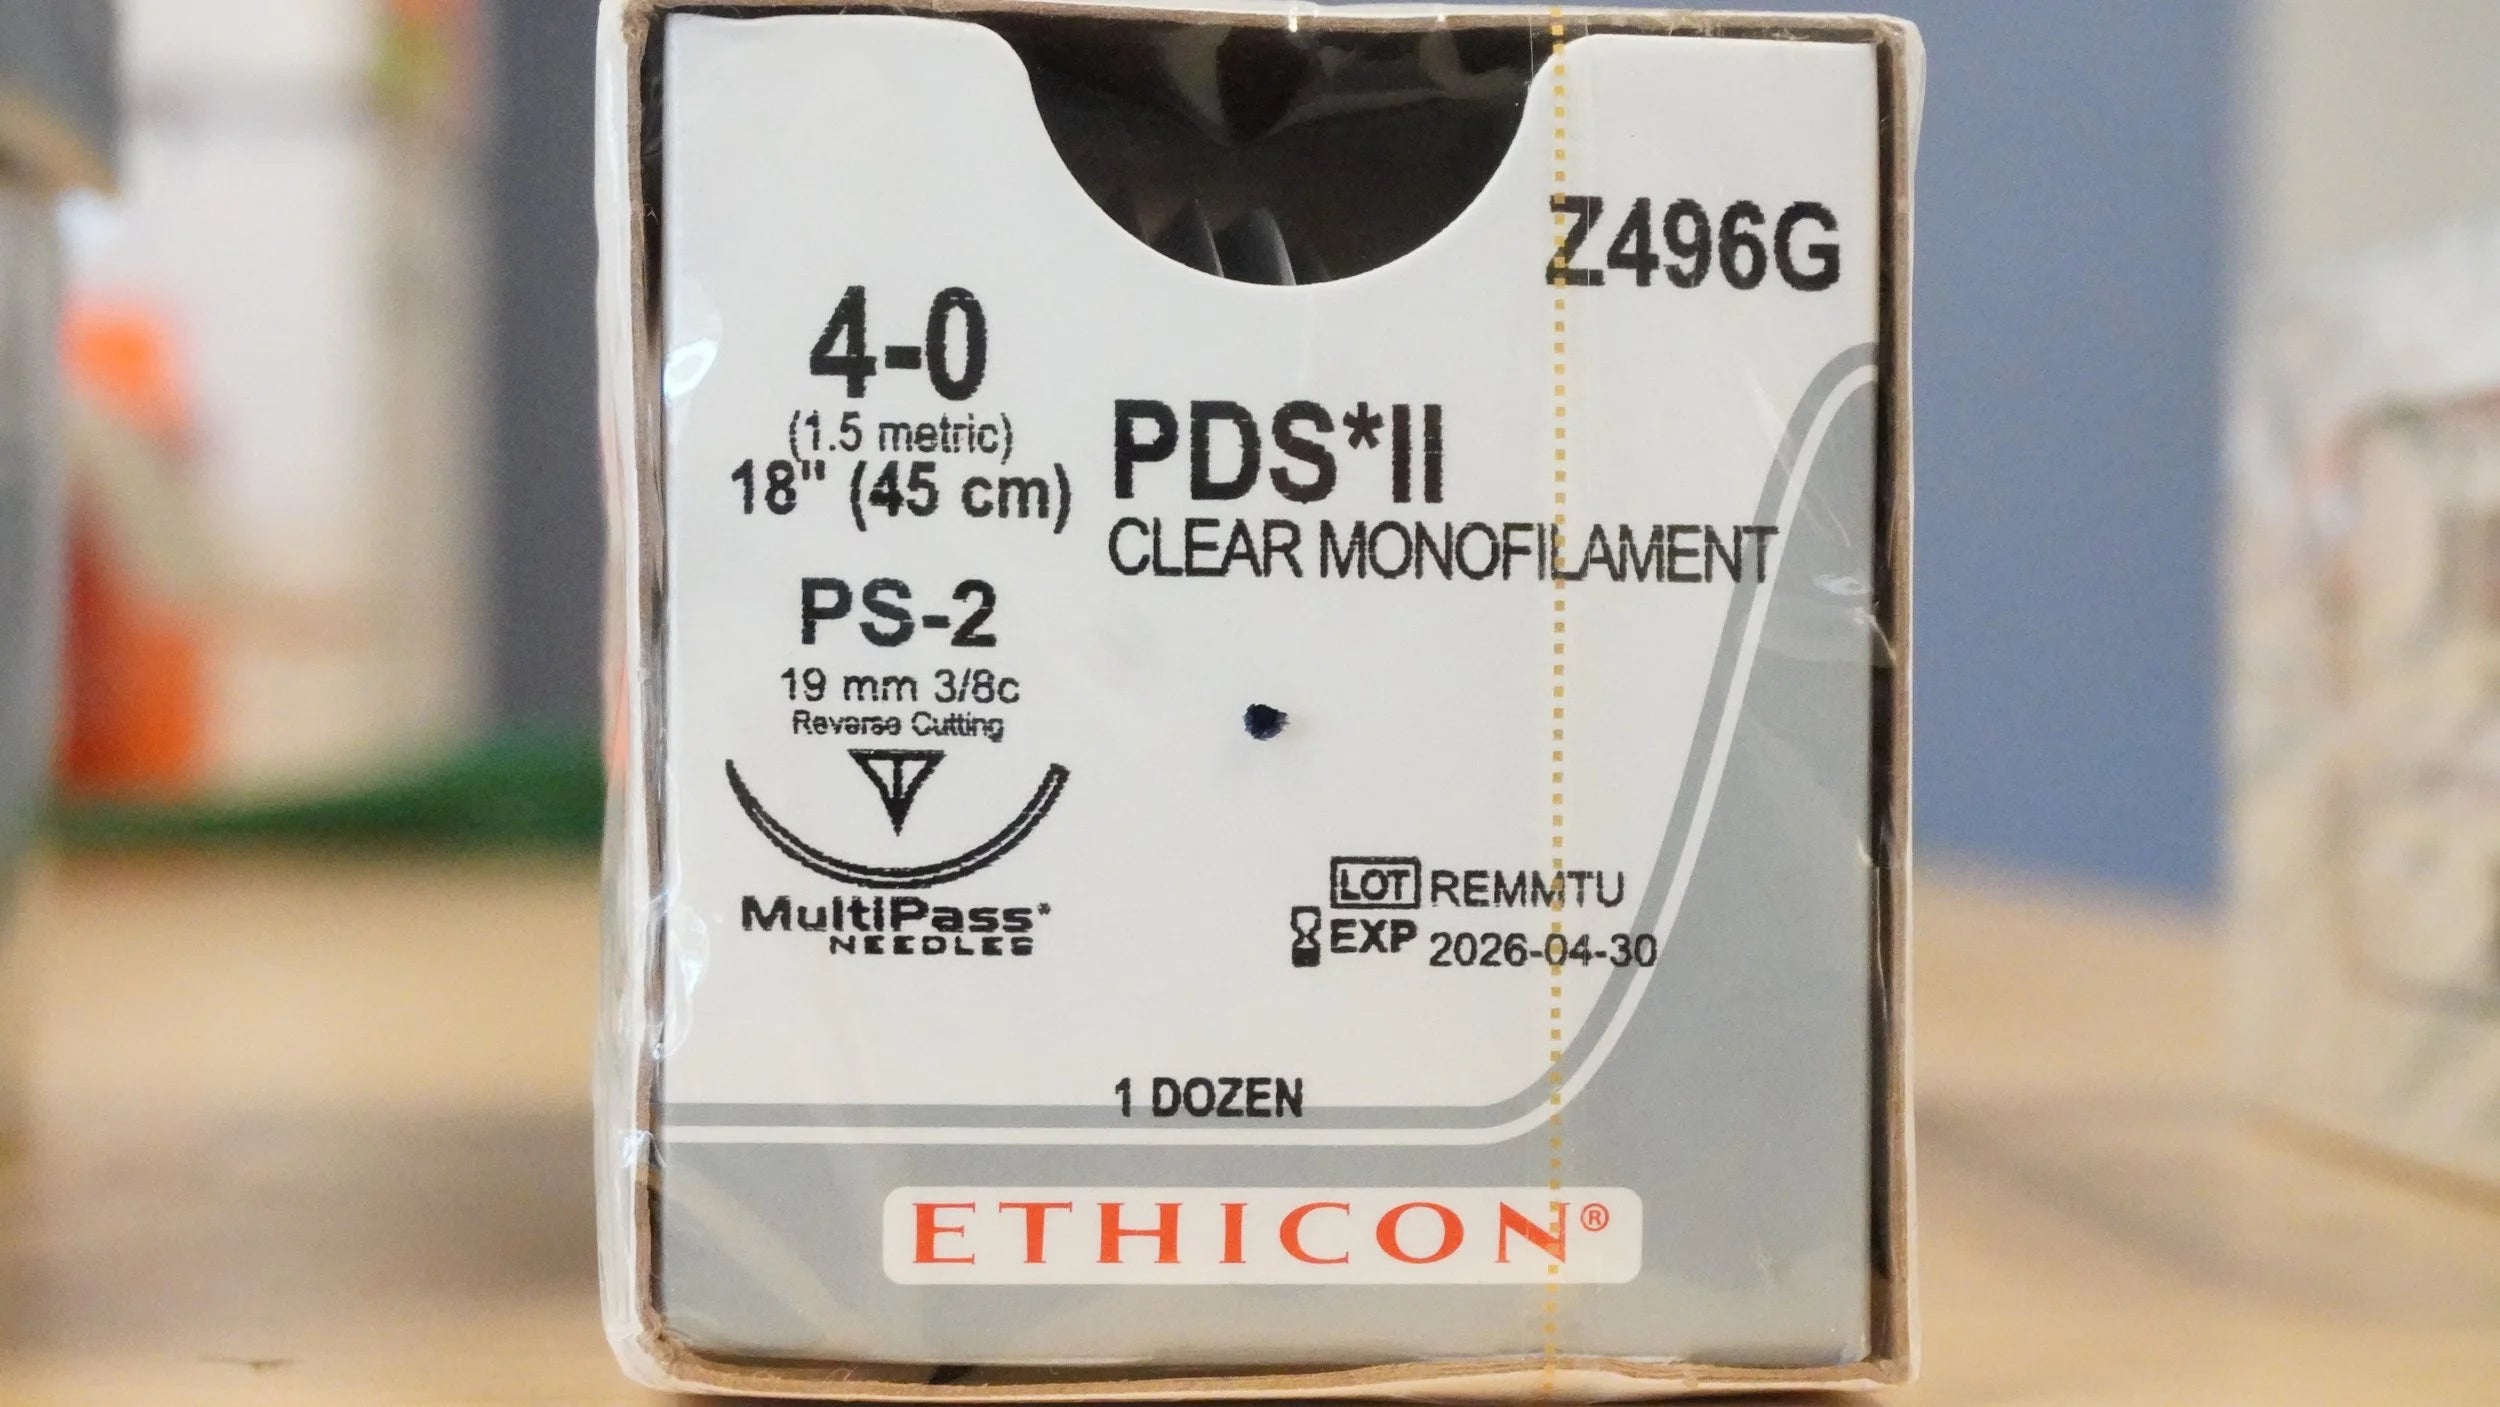 Z496G
4-0
(1.5 metric)
18" (45 cm)
PDS*II
CLEAR MONOFILAMENT
PS-2
19 mm 3/8c
Reverse Cutting
MultiPass*
NEEDLES
LOT REMMTU
EXP 2026-04-30
1 DOZEN
ETHICON®